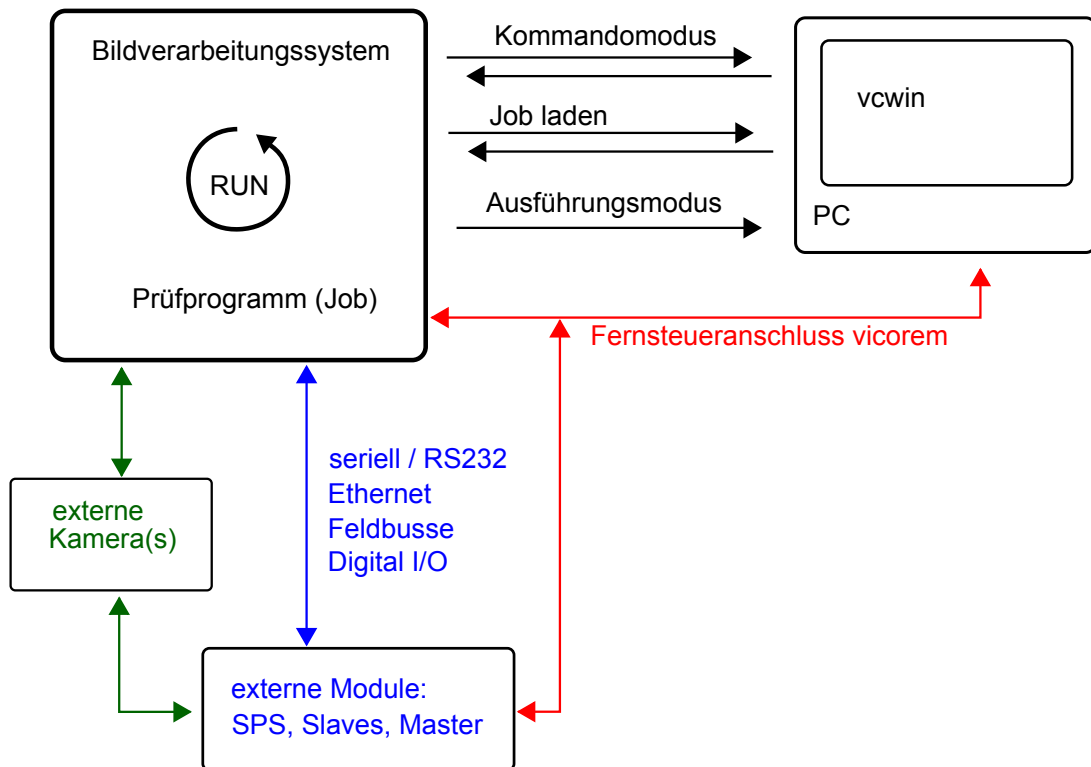 Bildverarbeitungssystem
RUN
Prüfprogramm (Job)
Kommandomodus
Job laden
Ausführungsmodus
vcwin
PC
Fernsteueranschluss vicorem
seriell / RS232
Ethernet
Feldbusse
Digital I/O
externe
Kamera(s)
externe Module:
SPS, Slaves, Master